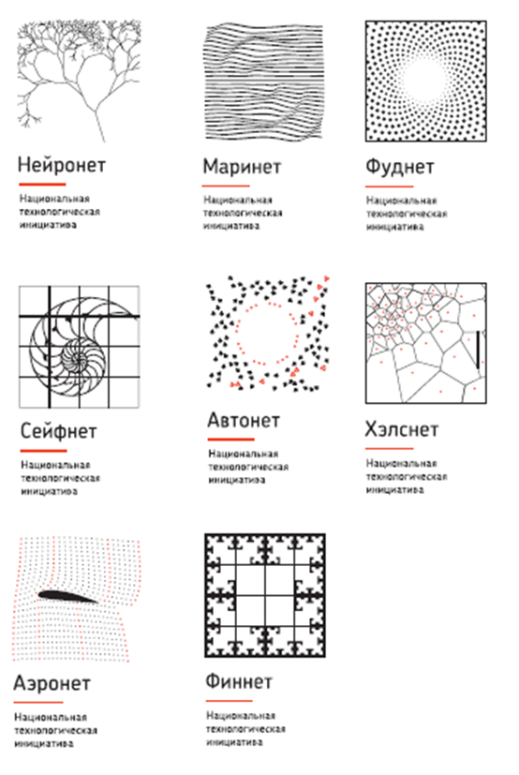 Нейронет
Национальная
технологическая
инициатива
Маринет
Национальная
технологическая
инициатива
Фуднет
Национальная
технологическая
инициатива
Сейфнет
Национальная
технологическая
инициатива
Автонет
Национальная
технологическая
инициатива
Хэлснет
Национальная
технологическая
инициатива
Аэронет
Национальная
технологическая
инициатива
Финнет
Национальная
технологическая
инициатива